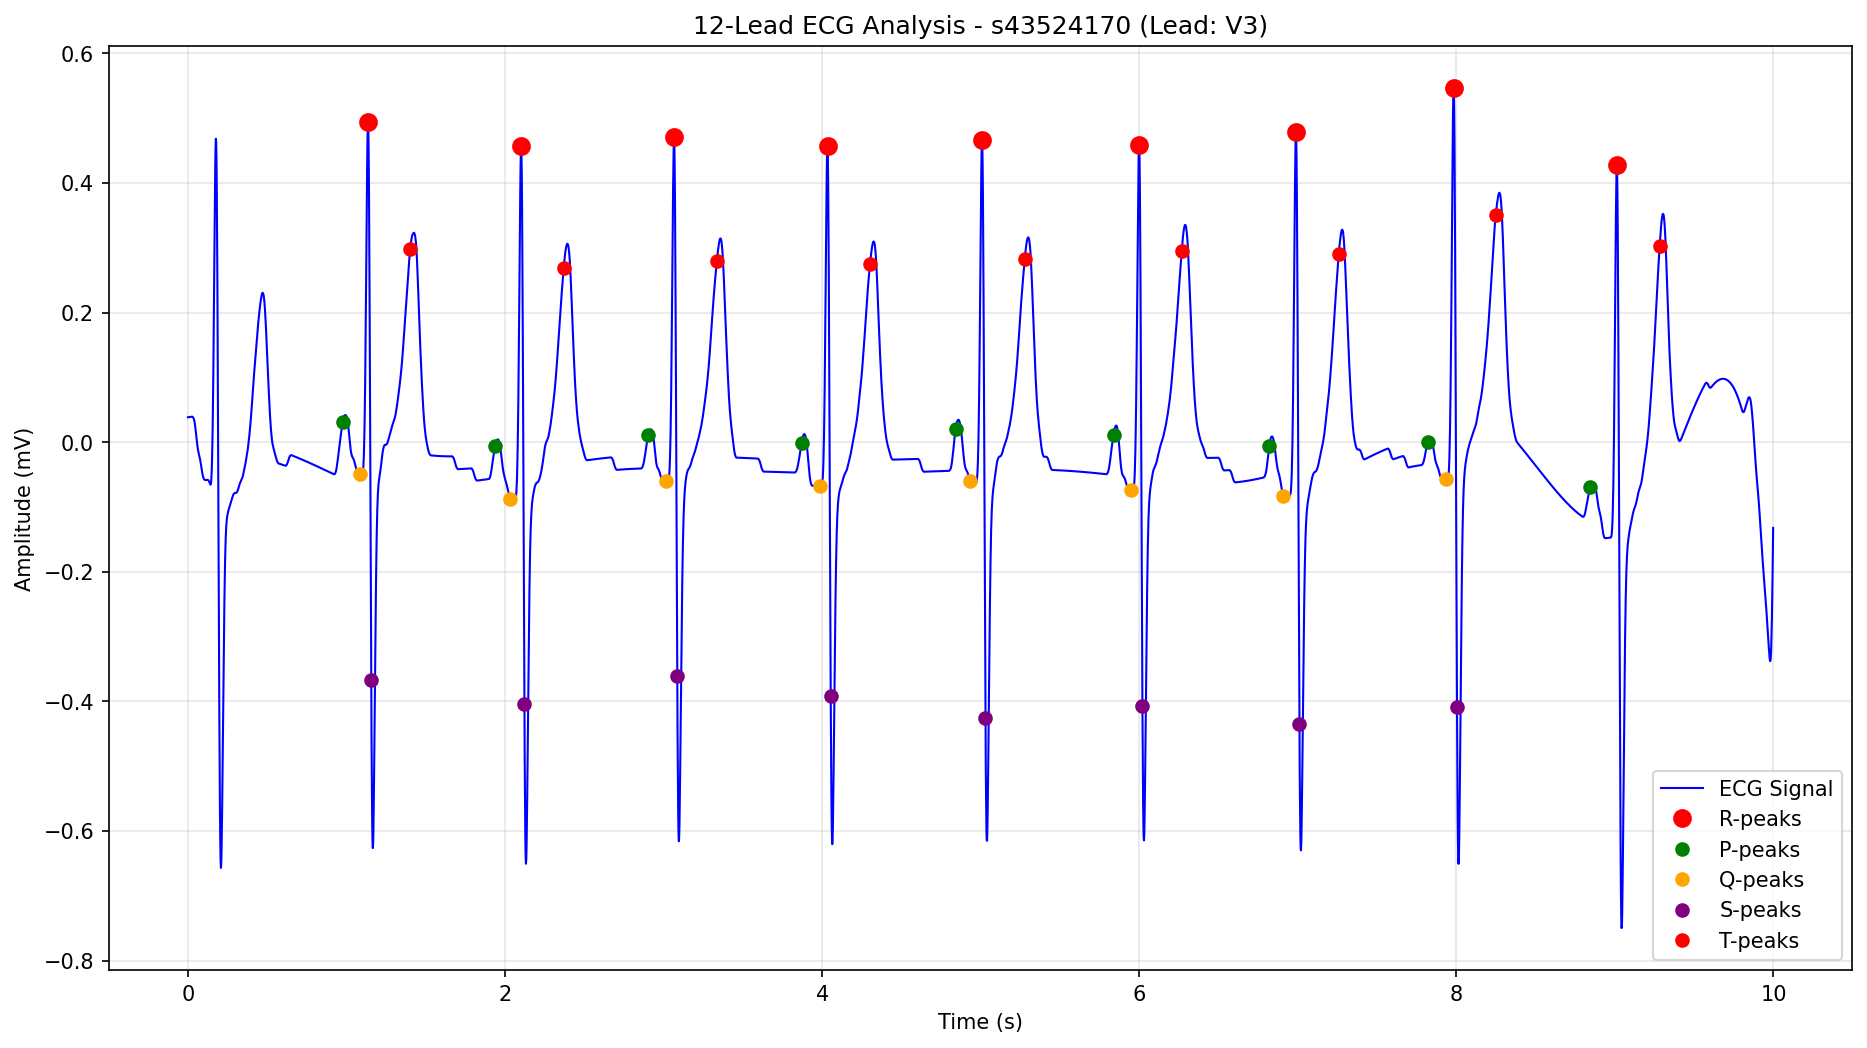 12-Lead ECG Analysis - s43524170 (Lead: V3)
0.6
0.4
0.2
0.0
−0.2
−0.4
−0.6
−0.8
Amplitude (mV)
0 2 4 6 8 10
Time (s)
ECG Signal
R-peaks
P-peaks
Q-peaks
S-peaks
T-peaks